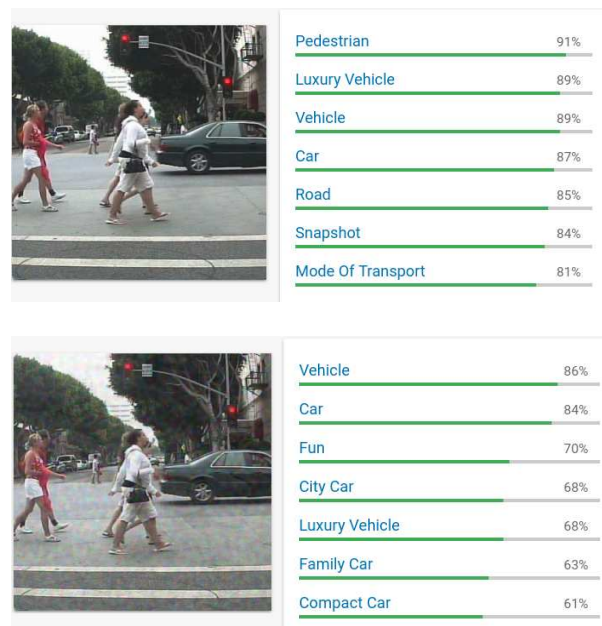 Pedestrian 91%
Luxury Vehicle 89%
Vehicle 89%
Car 87%
Road 85%
Snapshot 84%
Mode Of Transport 81%
Vehicle 86%
Car 84%
Fun 70%
City Car 68%
Luxury Vehicle 68%
Family Car 63%
Compact Car 61%